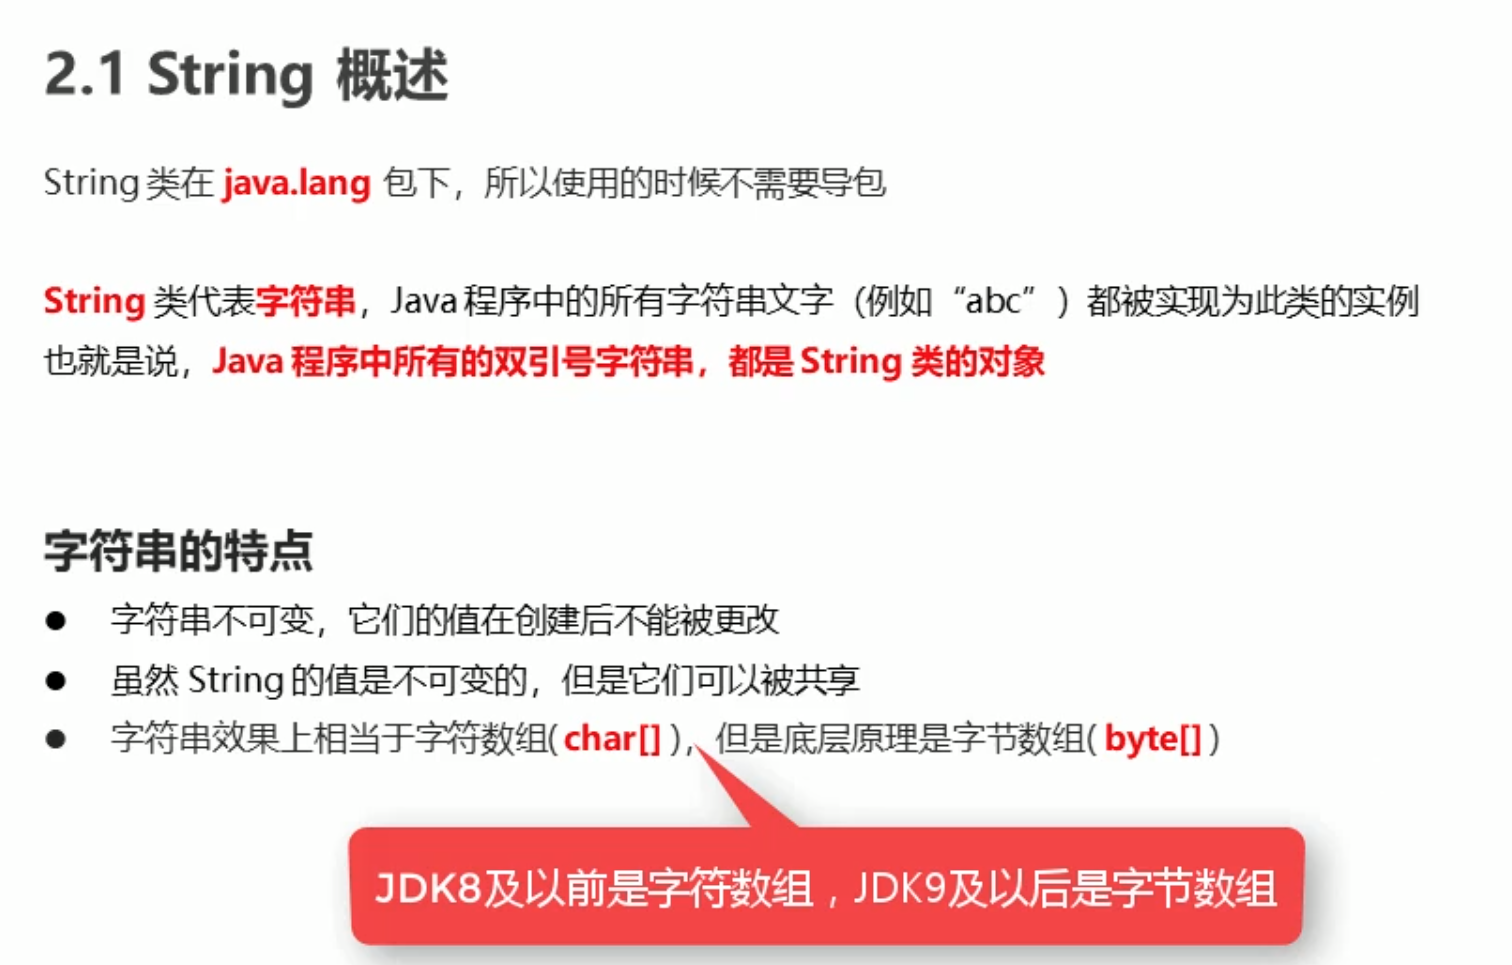 2.1 String 概述
String 类在 java.lang 包下，所以使用的时候不需要导包
String 类代表字符串，Java 程序中的所有字符串文字（例如“abc”）都被实现为此类的实例
也就是说，Java 程序中所有的双引号字符串，都是 String 类的对象
字符串的特点
● 字符串不可变，它们的值在创建后不能被更改
● 虽然 String 的值是不可变的，但是它们可以被共享
● 字符串效果上相当于字符数组( char[] )，但是底层原理是字节数组( byte[] )
JDK8及以前是字符数组，JDK9及以后是字节数组